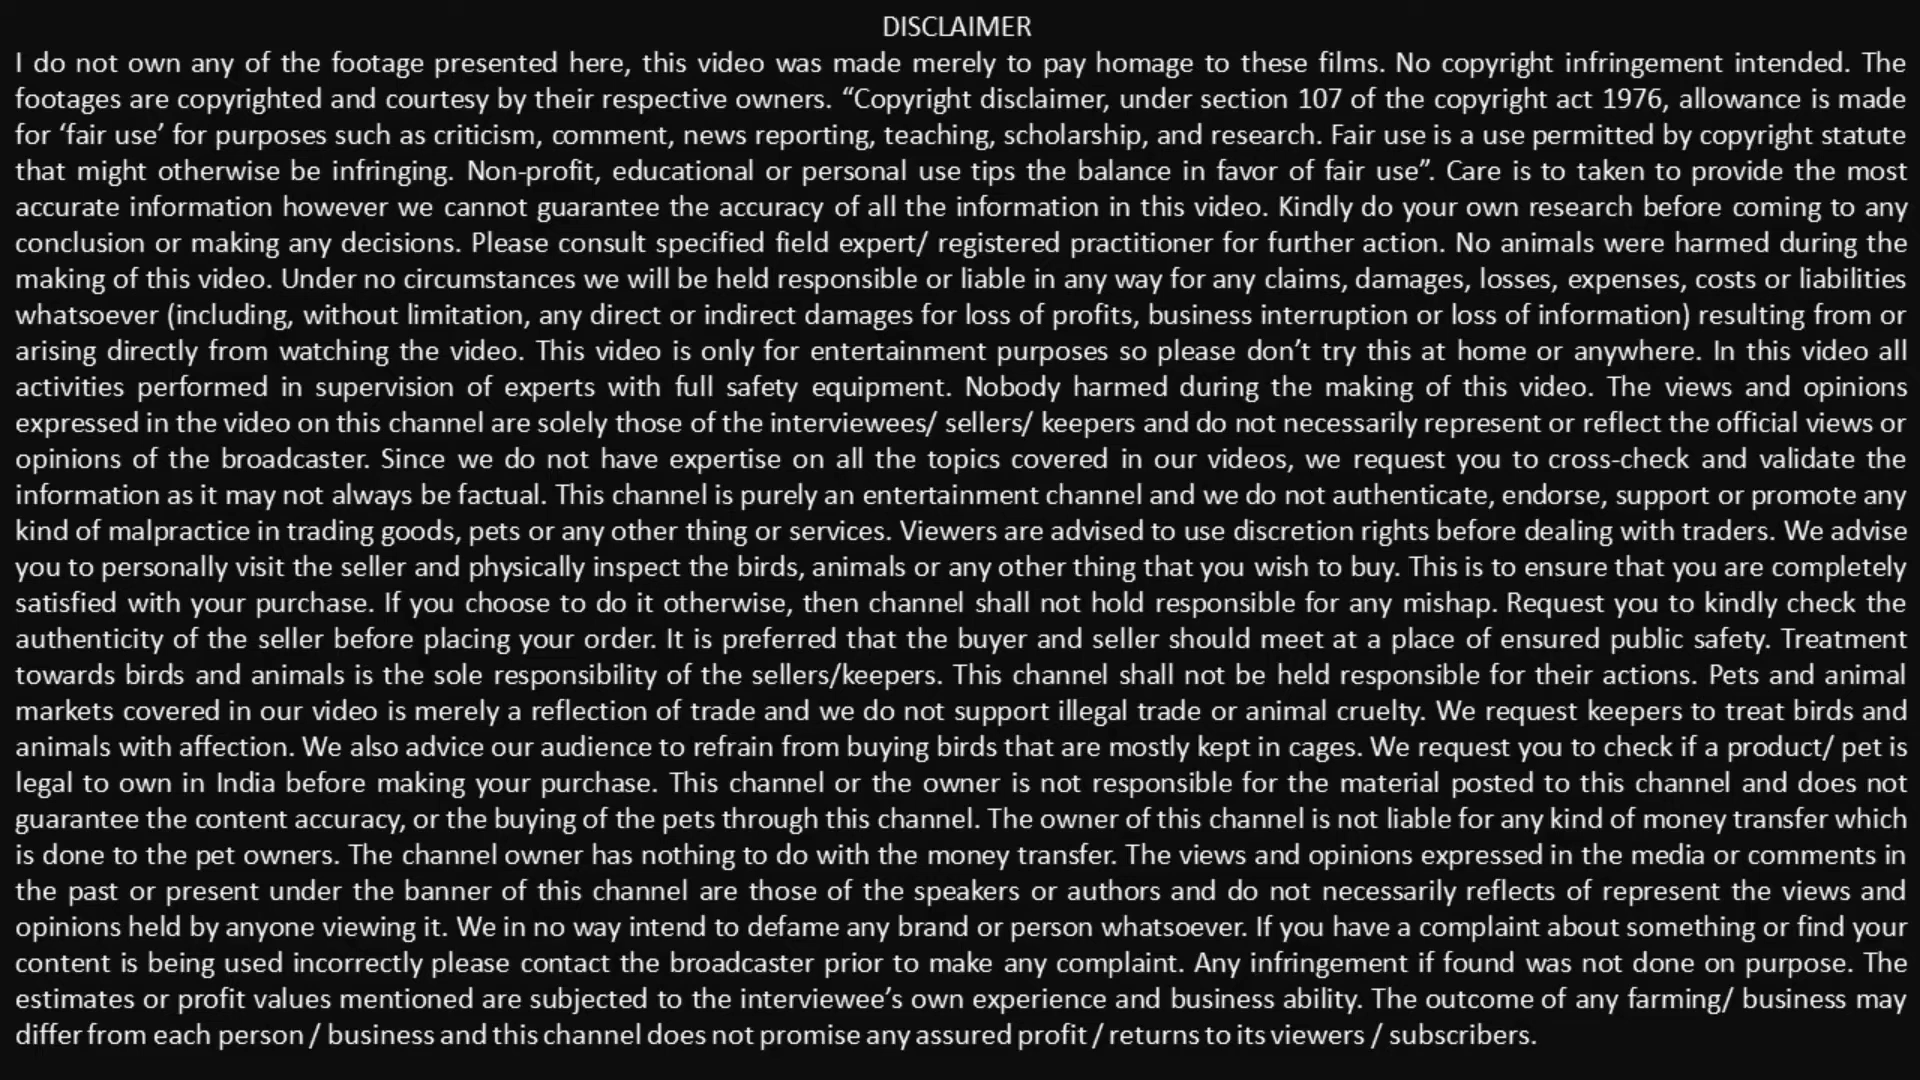 DISCLAIMER
I do not own any of the footage presented here, this video was made merely to pay homage to these films. No copyright infringement intended. The
footages are copyrighted and courtesy by their respective owners. “Copyright disclaimer, under section 107 of the copyright act 1976, allowance is made
for ‘fair use’ for purposes such as criticism, comment, news reporting, teaching, scholarship, and research. Fair use is a use permitted by copyright statute
that might otherwise be infringing. Non-profit, educational or personal use tips the balance in favor of fair use”. Care is to taken to provide the most
accurate information however we cannot guarantee the accuracy of all the information in this video. Kindly do your own research before coming to any
conclusion or making any decisions. Please consult specified field expert/ registered practitioner for further action. No animals were harmed during the
making of this video. Under no circumstances we will be held responsible or liable in any way for any claims, damages, losses, expenses, costs or liabilities
whatsoever (including, without limitation, any direct or indirect damages for loss of profits, business interruption or loss of information) resulting from or
arising directly from watching the video. This video is only for entertainment purposes so please don’t try this at home or anywhere. In this video all
activities performed in supervision of experts with full safety equipment. Nobody harmed during the making of this video. The views and opinions
expressed in the video on this channel are solely those of the interviewees/ sellers/ keepers and do not necessarily represent or reflect the official views or
opinions of the broadcaster. Since we do not have expertise on all the topics covered in our videos, we request you to cross-check and validate the
information as it may not always be factual. This channel is purely an entertainment channel and we do not authenticate, endorse, support or promote any
kind of malpractice in trading goods, pets or any other thing or services. Viewers are advised to use discretion rights before dealing with traders. We advise
you to personally visit the seller and physically inspect the birds, animals or any other thing that you wish to buy. This is to ensure that you are completely
satisfied with your purchase. If you choose to do it otherwise, then channel shall not hold responsible for any mishap. Request you to kindly check the
authenticity of the seller before placing your order. It is preferred that the buyer and seller should meet at a place of ensured public safety. Treatment
towards birds and animals is the sole responsibility of the sellers/keepers. This channel shall not be held responsible for their actions. Pets and animal
markets covered in our video is merely a reflection of trade and we do not support illegal trade or animal cruelty. We request keepers to treat birds and
animals with affection. We also advice our audience to refrain from buying birds that are mostly kept in cages. We request you to check if a product/ pet is
legal to own in India before making your purchase. This channel or the owner is not responsible for the material posted to this channel and does not
guarantee the content accuracy, or the buying of the pets through this channel. The owner of this channel is not liable for any kind of money transfer which
is done to the pet owners. The channel owner has nothing to do with the money transfer. The views and opinions expressed in the media or comments in
the past or present under the banner of this channel are those of the speakers or authors and do not necessarily reflects of represent the views and
opinions held by anyone viewing it. We in no way intend to defame any brand or person whatsoever. If you have a complaint about something or find your
content is being used incorrectly please contact the broadcaster prior to make any complaint. Any infringement if found was not done on purpose. The
estimates or profit values mentioned are subjected to the interviewee’s own experience and business ability. The outcome of any farming/ business may
differ from each person / business and this channel does not promise any assured profit / returns to its viewers / subscribers.